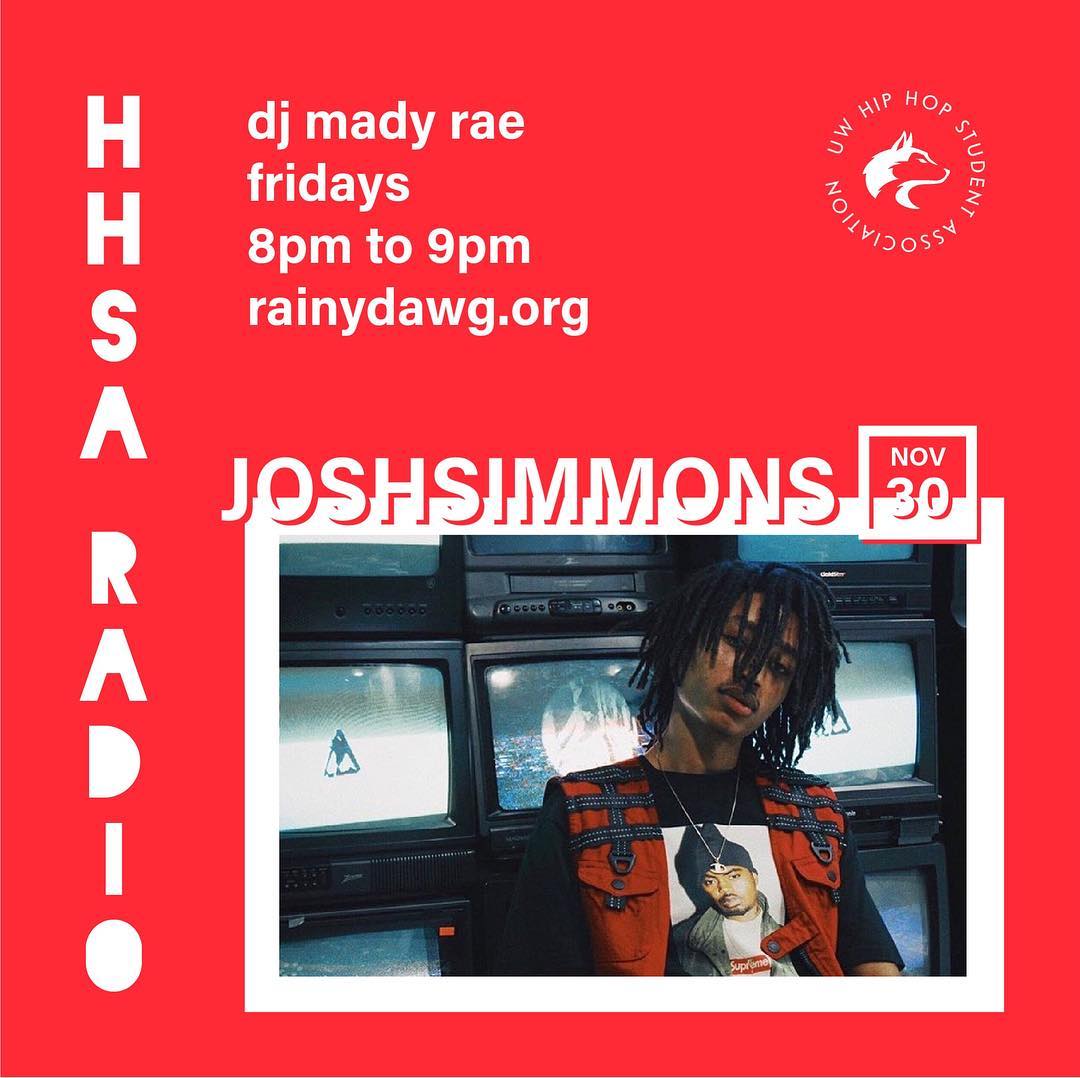 HHSA RADIO
dj mady rae
fridays
8pm to 9pm
rainydawg.org
UW HIP HOP STUDENT ASSOCIATION
JOSHSIMMONS
NOV
30
GoldStar
Supreme